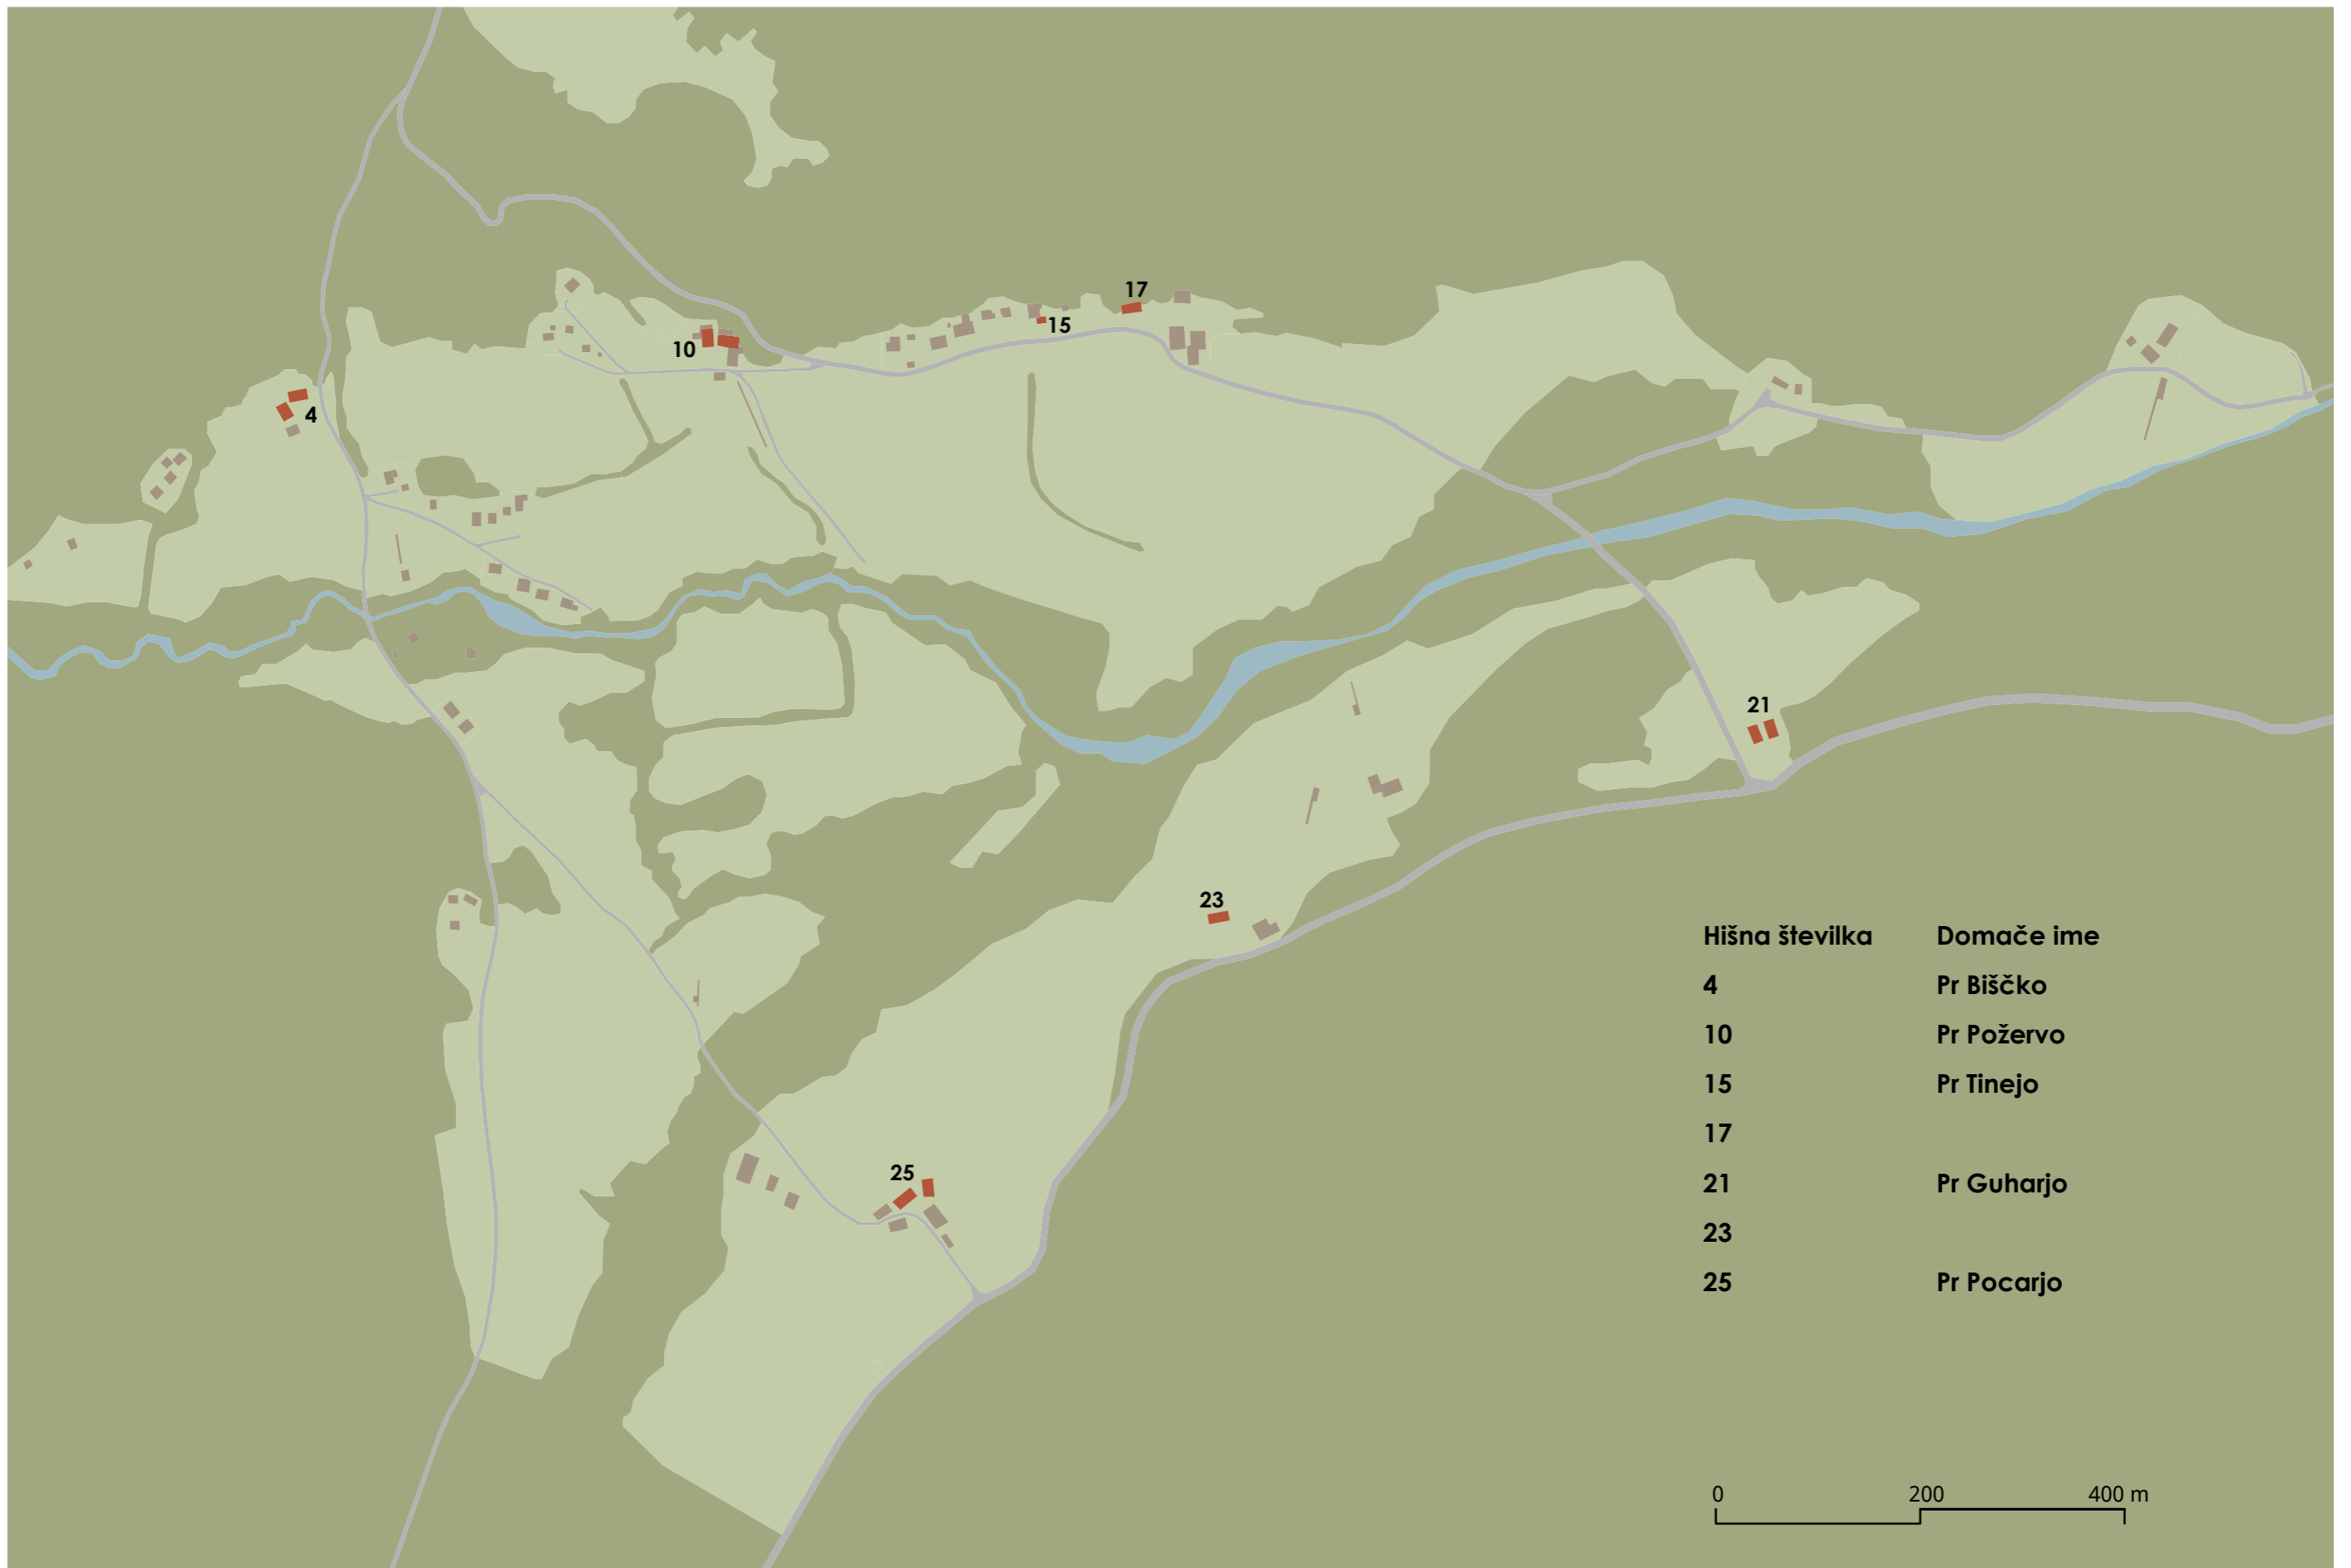 17
15
10
4
21
23
25
Hišna številka Domače ime
4 Pr Biščko
10 Pr Požervo
15 Pr Tinejo
17
21 Pr Guharjo
23
25 Pr Pocarjo
0 200 400 m